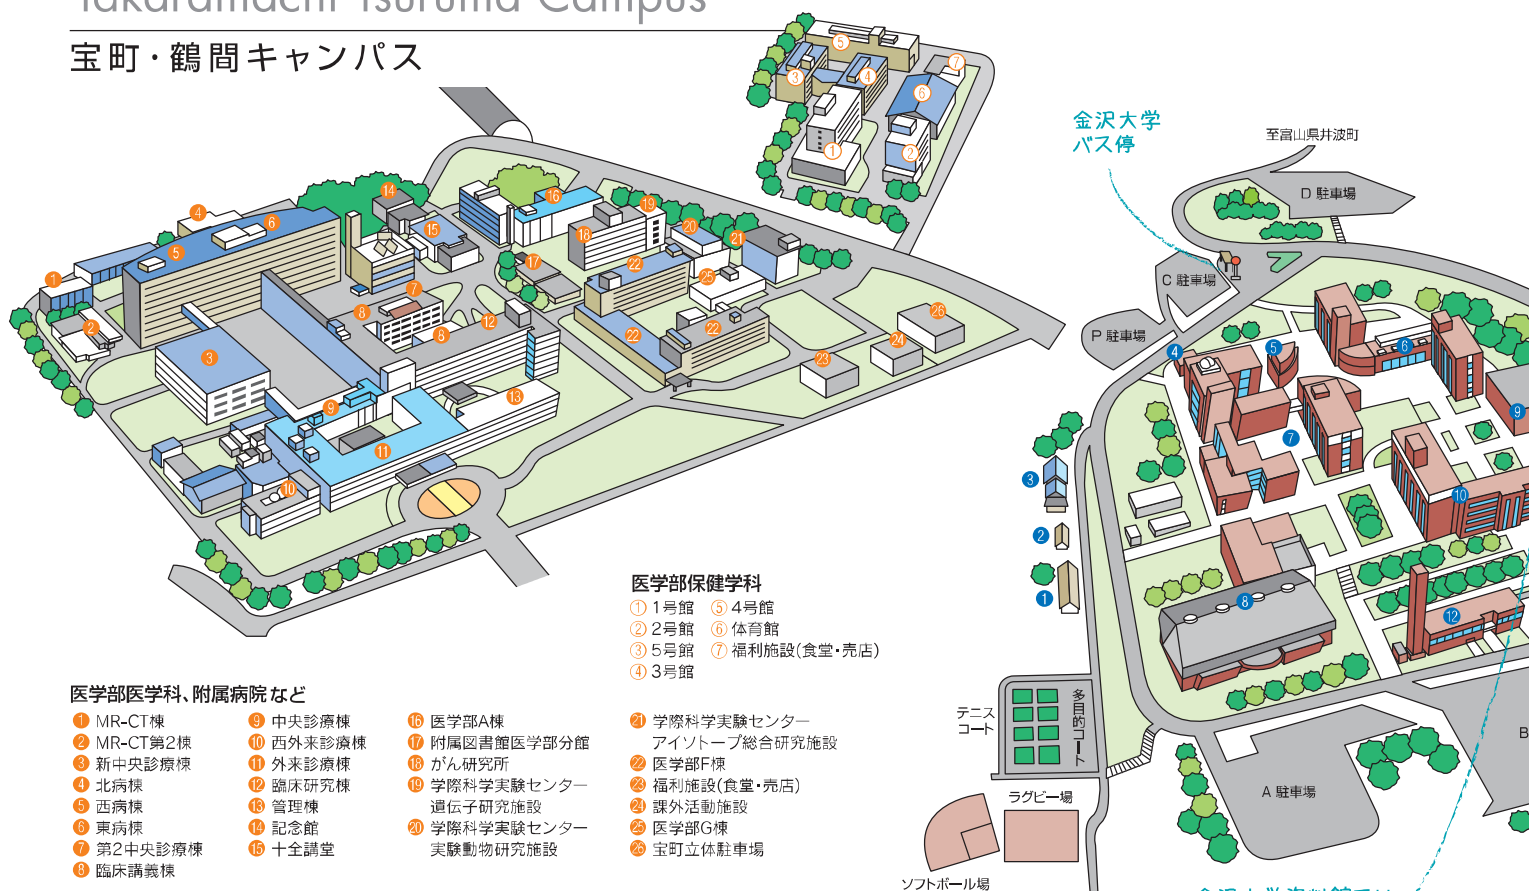 Takaramachi Tsuruma Campus
宝町・鶴間キャンパス
金沢大学
バス停
至富山県井波町
D 駐車場
C 駐車場
P 駐車場
医学部保健学科
① 1号館
② 2号館
③ 5号館
④ 3号館
⑤ 4号館
⑥ 体育館
⑦ 福利施設(食堂・売店)
医学部医学科、附属病院など
1 MR-CT棟
2 MR-CT第2棟
3 新中央診療棟
4 北病棟
5 西病棟
6 東病棟
7 第2中央診療棟
8 臨床講義棟
9 中央診療棟
10 西外来診療棟
11 外来診療棟
12 臨床研究棟
13 管理棟
14 記念館
15 十全講堂
16 医学部A棟
17 附属図書館医学部分館
18 がん研究所
19 学際科学実験センター
遺伝子研究施設
20 学際科学実験センター
実験動物研究施設
21 学際科学実験センター
アイソトープ総合研究施設
22 医学部F棟
23 福利施設(食堂・売店)
24 課外活動施設
25 医学部G棟
26 宝町立体駐車場
テニス
コート
多目的コート
ラグビー場
ソフトボール場
A 駐車場
B